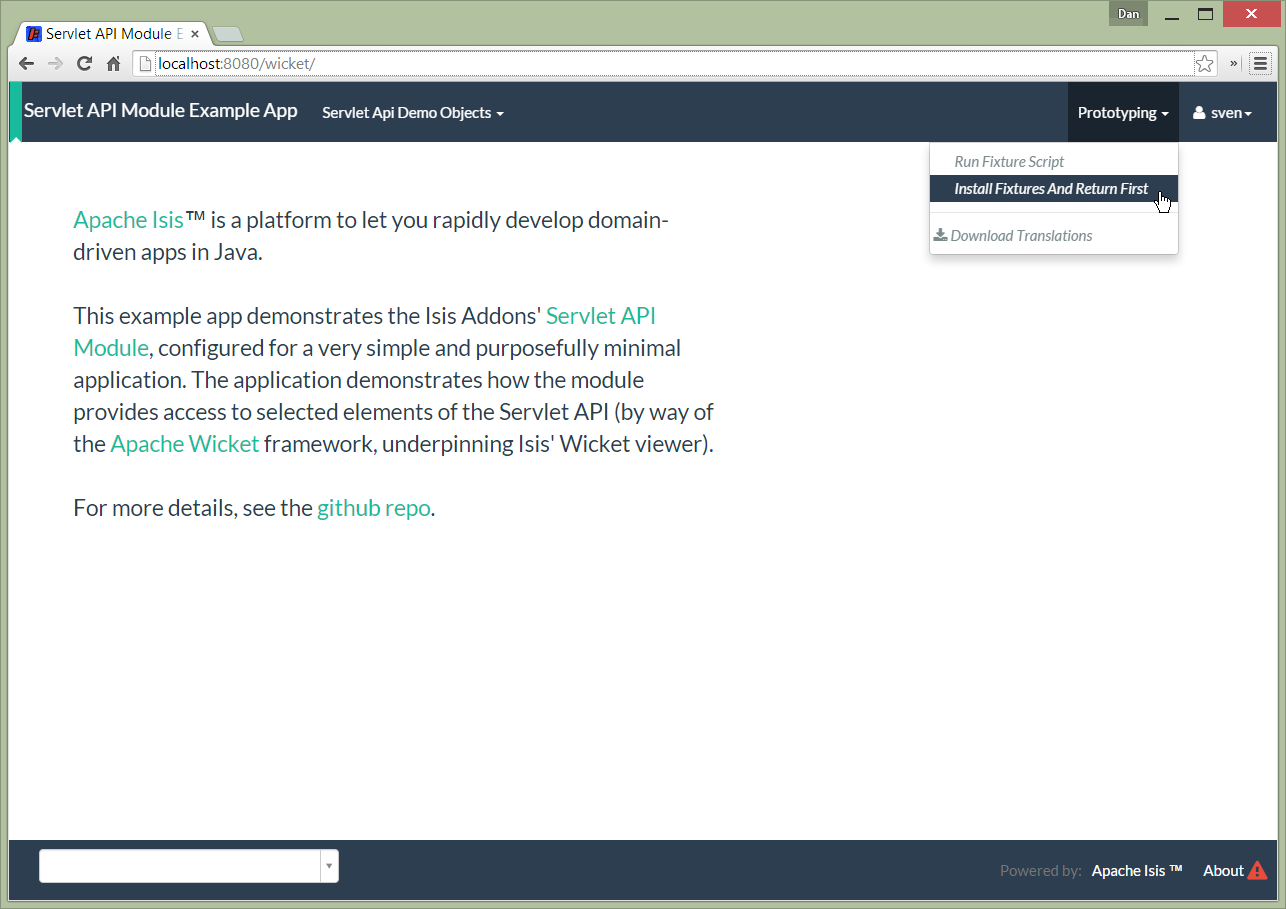 Dan
Servlet API Module E
localhost:8080/wicket/
Servlet API Module Example App
Servlet Api Demo Objects
Prototyping
sven
Run Fixture Script
Install Fixtures And Return First
Download Translations
Apache Isis™ is a platform to let you rapidly develop domain-
driven apps in Java.
This example app demonstrates the Isis Addons' Servlet API
Module, configured for a very simple and purposefully minimal
application. The application demonstrates how the module
provides access to selected elements of the Servlet API (by way of
the Apache Wicket framework, underpinning Isis' Wicket viewer).
For more details, see the github repo.
Powered by: Apache Isis ™ About